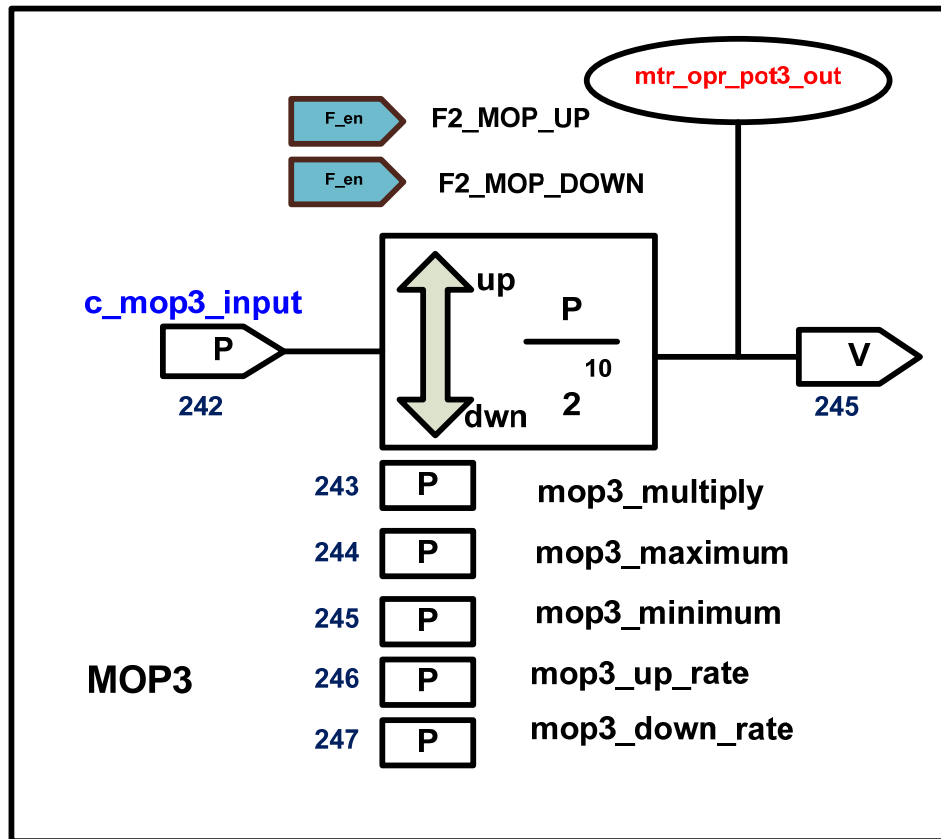 mtr_opr_pot3_out
F_en F2_MOP_UP
F_en F2_MOP_DOWN
c_mop3_input
P
242
up
dwn
P
10
2
V
245
243 P mop3_multiply
244 P mop3_maximum
245 P mop3_minimum
MOP3
246 P mop3_up_rate
247 P mop3_down_rate